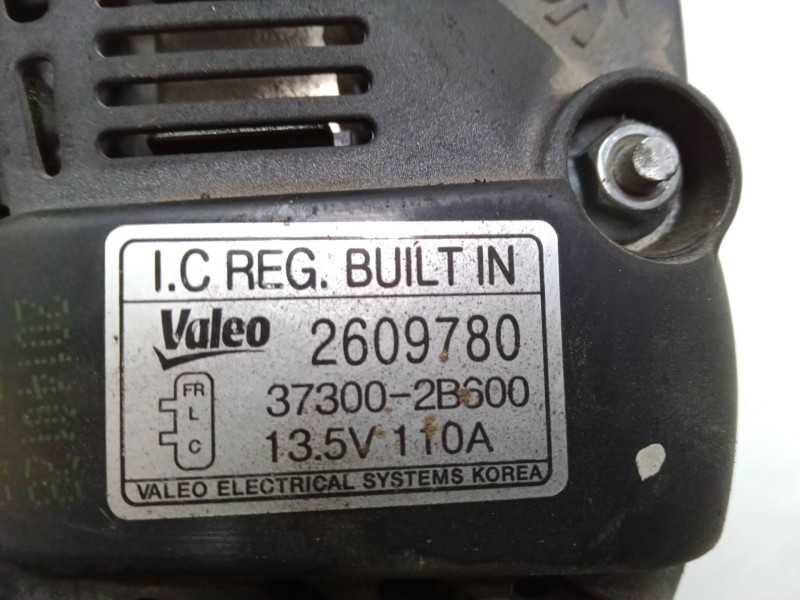 I.C REG. BUILT IN
Valeo 2609780
FR
L
C
37300-2B600
13.5V 110A
VALEO ELECTRICAL SYSTEMS KOREA